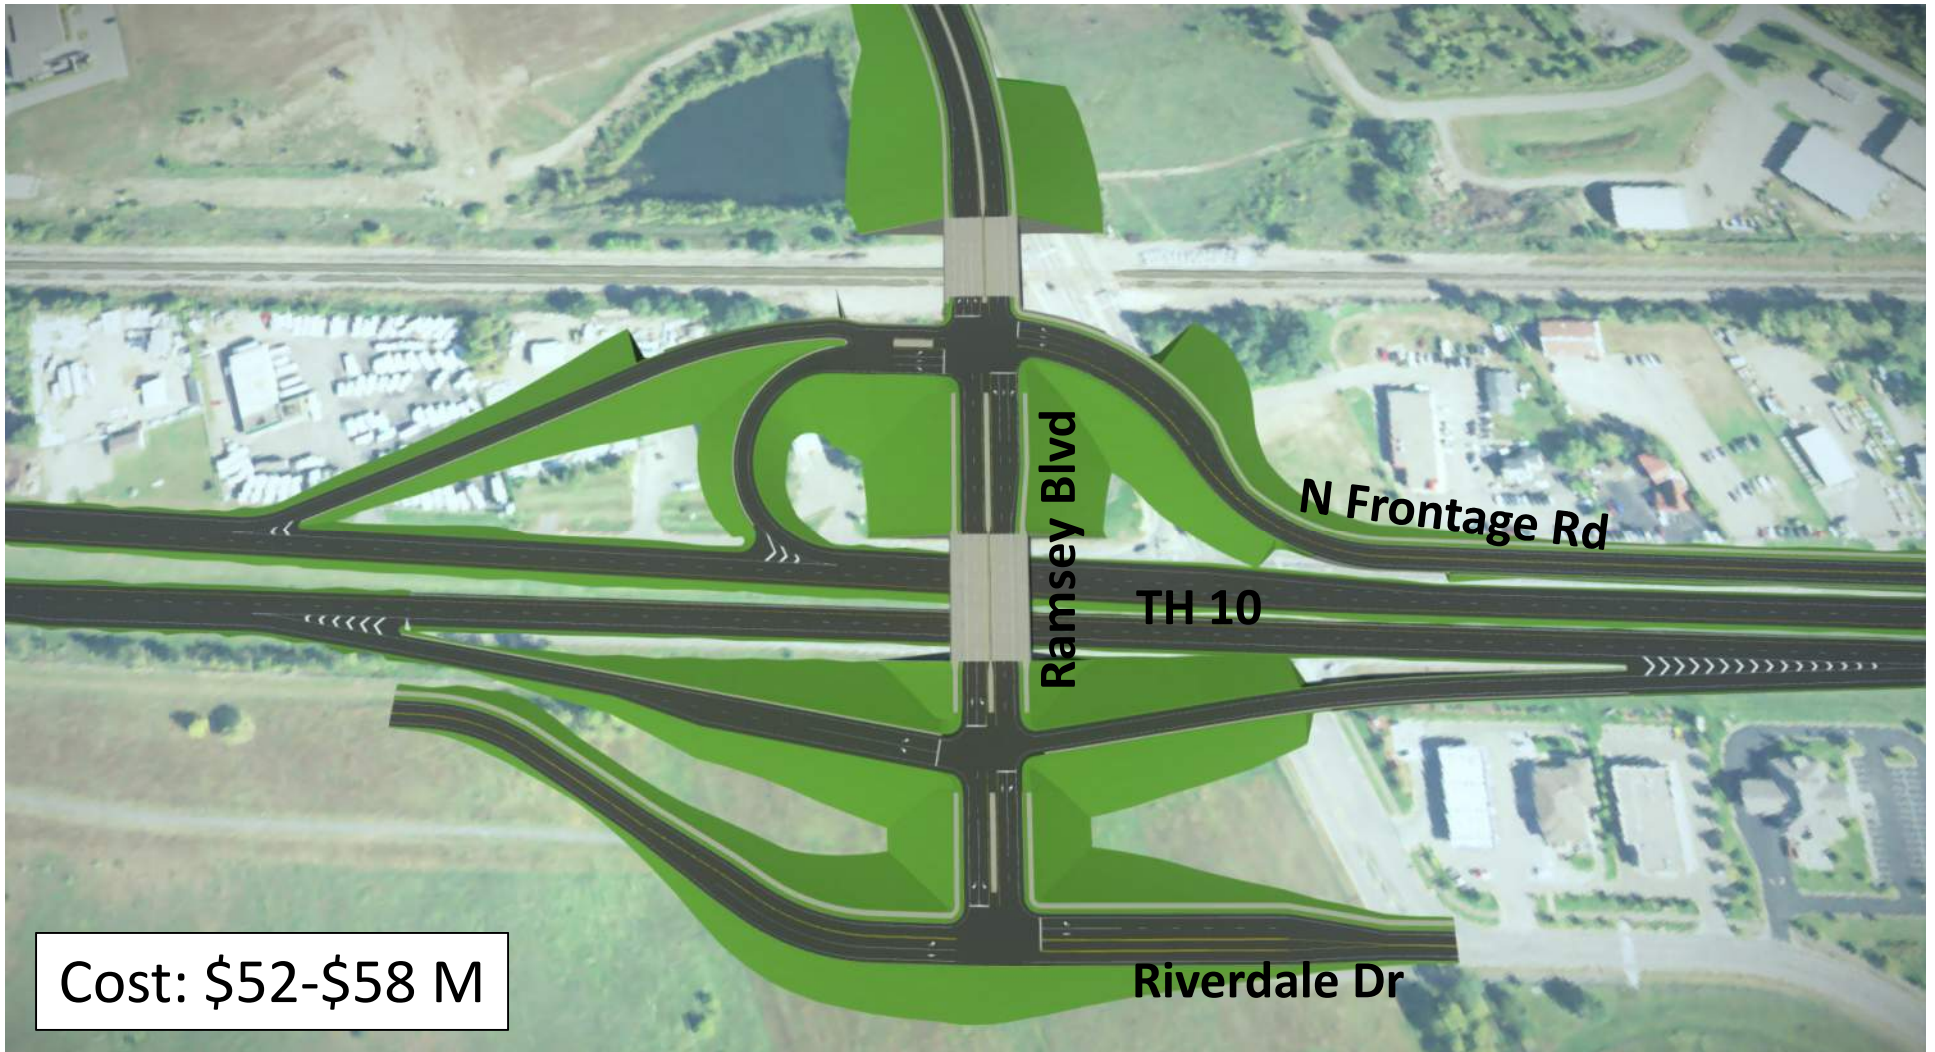 Ramsey Blvd
N Frontage Rd
TH 10
Riverdale Dr
Cost: $52-$58 M